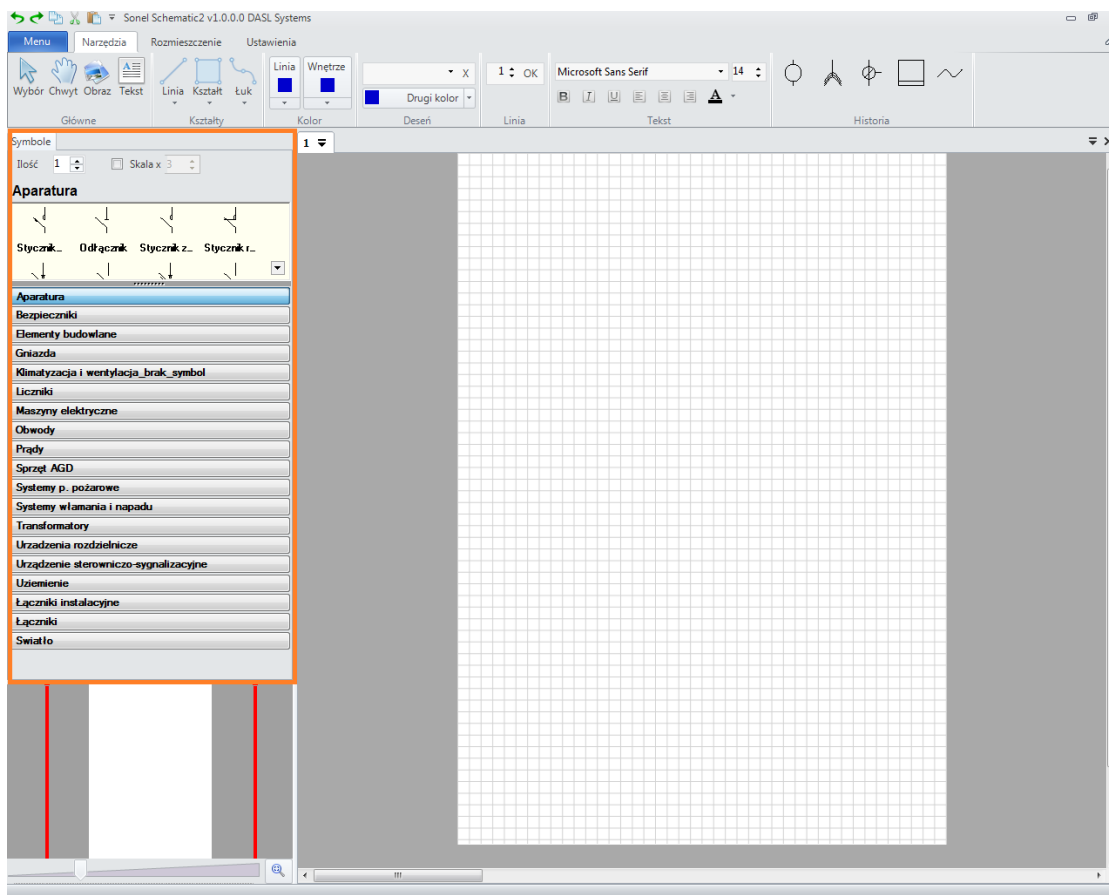 Sonel Schematic2 v1.0.0.0 DASL Systems
Menu Narzędzia Rozmieszczenie Ustawienia
Linia Wnętrze
X 1 OK Microsoft Sans Serif 14
Wybór Chwyt Obraz Tekst Linia Kształt Łuk
Drugi kolor B I U E E E A
Główne Kształty Kolor Deseń Linia Tekst Historia
Symbole
1
Ilość 1 Skala x 3
Aparatura
Stycznik... Odłącznik Stycznik z... Stycznik r...
Aparatura
Bezpieczniki
Elementy budowlane
Gniazda
Klimatyzacja i wentylacja_brak_symbol
Liczniki
Maszyny elektryczne
Obwody
Prądy
Sprzęt AGD
Systemy p. pożarowe
Systemy włamania i napadu
Transformatory
Urzadzenia rozdzielnicze
Urządzenie sterowniczo-sygnalizacyjne
Uziemienie
Łączniki instalacyjne
Łączniki
Swiatło